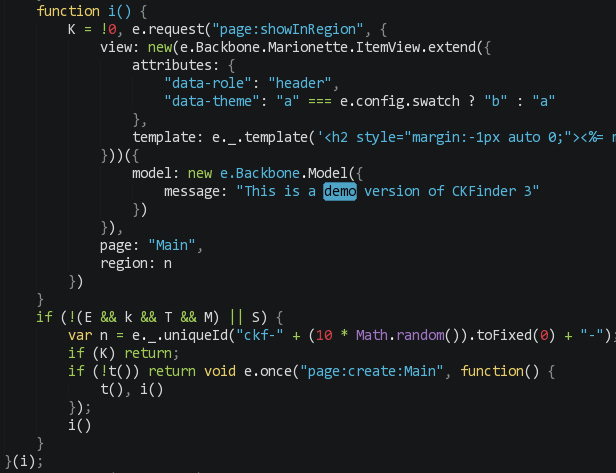 function i() {
K = !0, e.request("page:showInRegion", {
view: new(e.Backbone.Marionette.ItemView.extend({
attributes: {
"data-role": "header",
"data-theme": "a" === e.config.swatch ? "b" : "a"
},
template: e._.template('<h2 style="margin:-1px auto 0;"><%= m
}))({
model: new e.Backbone.Model({
message: "This is a demo version of CKFinder 3"
})
}),
page: "Main",
region: n
})
}
if (!(E && k && T && M) || S) {
var n = e._.uniqueId("ckf-" + (10 * Math.random()).toFixed(0) + "-");
if (K) return;
if (!t()) return void e.once("page:create:Main", function() {
t(), i()
});
i()
}
}(i);